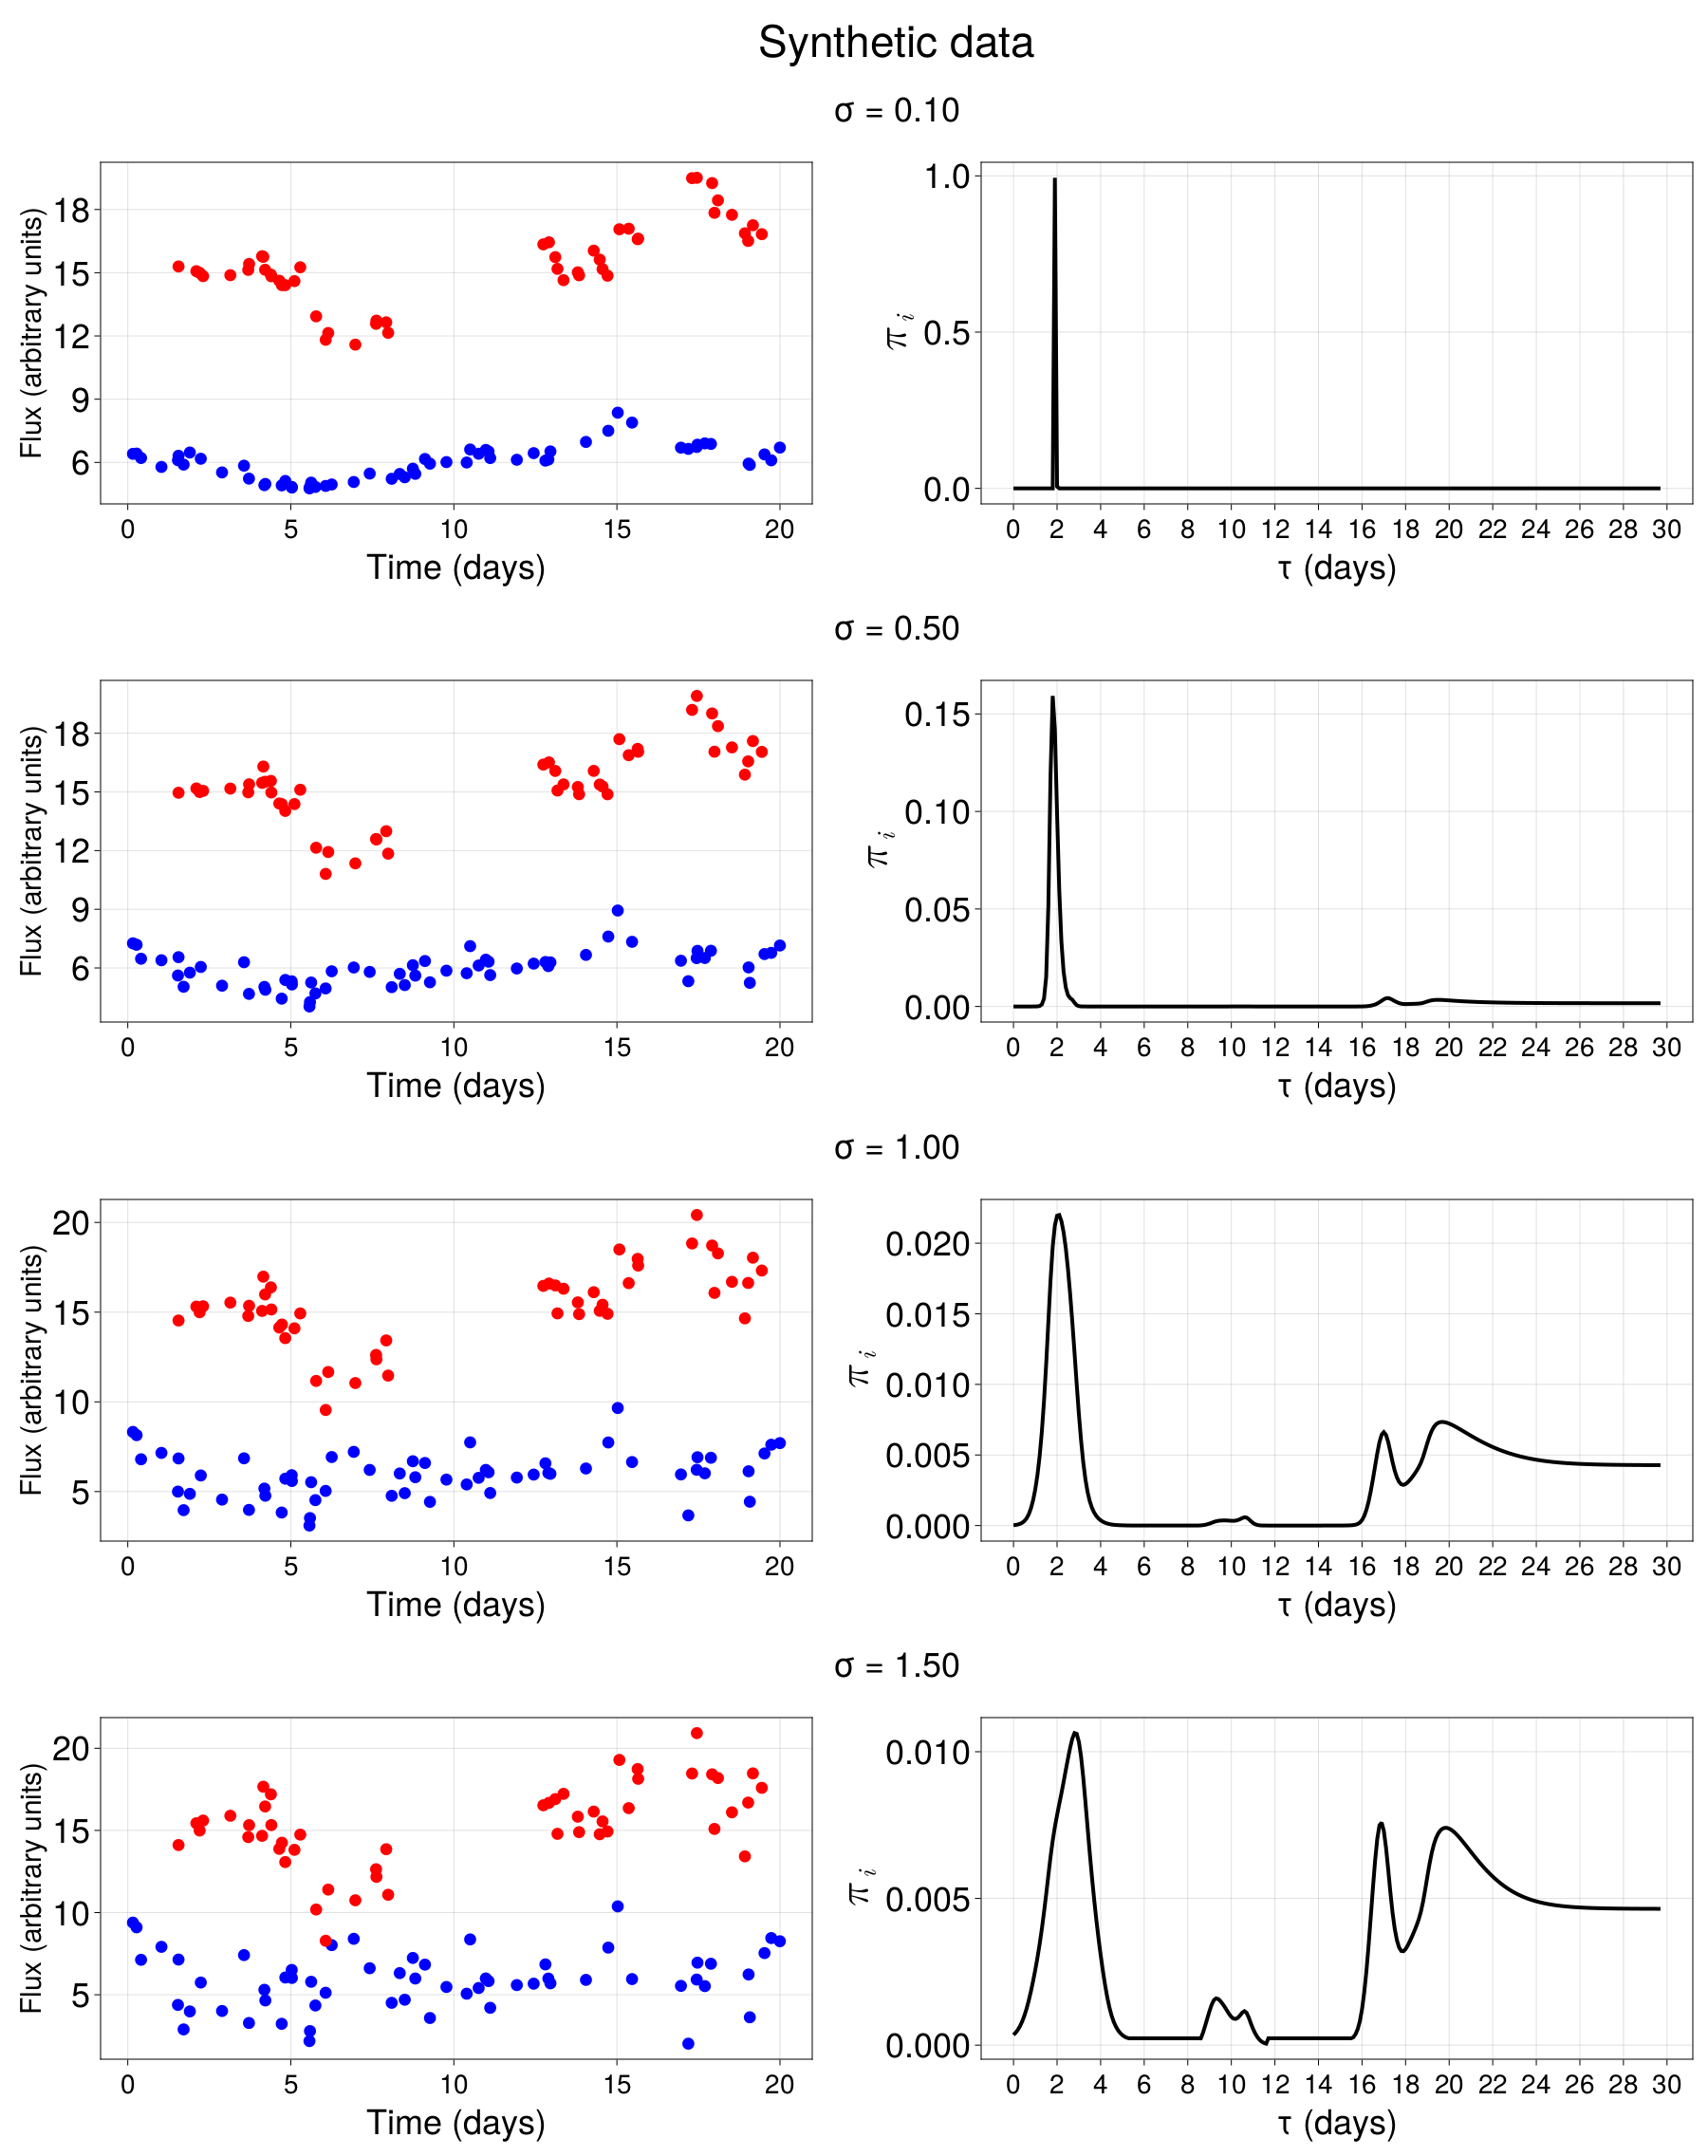 Synthetic data
σ = 0.10
Flux (arbitrary units)
18
15
12
9
6
0 5 10 15 20
Time (days)
π i
1.0
0.5
0.0
0 2 4 6 8 10 12 14 16 18 20 22 24 26 28 30
τ (days)
σ = 0.50
Flux (arbitrary units)
18
15
12
9
6
0 5 10 15 20
Time (days)
π i
0.15
0.10
0.05
0.00
0 2 4 6 8 10 12 14 16 18 20 22 24 26 28 30
τ (days)
σ = 1.00
Flux (arbitrary units)
20
15
10
5
0 5 10 15 20
Time (days)
π i
0.020
0.015
0.010
0.005
0.000
0 2 4 6 8 10 12 14 16 18 20 22 24 26 28 30
τ (days)
σ = 1.50
Flux (arbitrary units)
20
15
10
5
0 5 10 15 20
Time (days)
π i
0.010
0.005
0.000
0 2 4 6 8 10 12 14 16 18 20 22 24 26 28 30
τ (days)